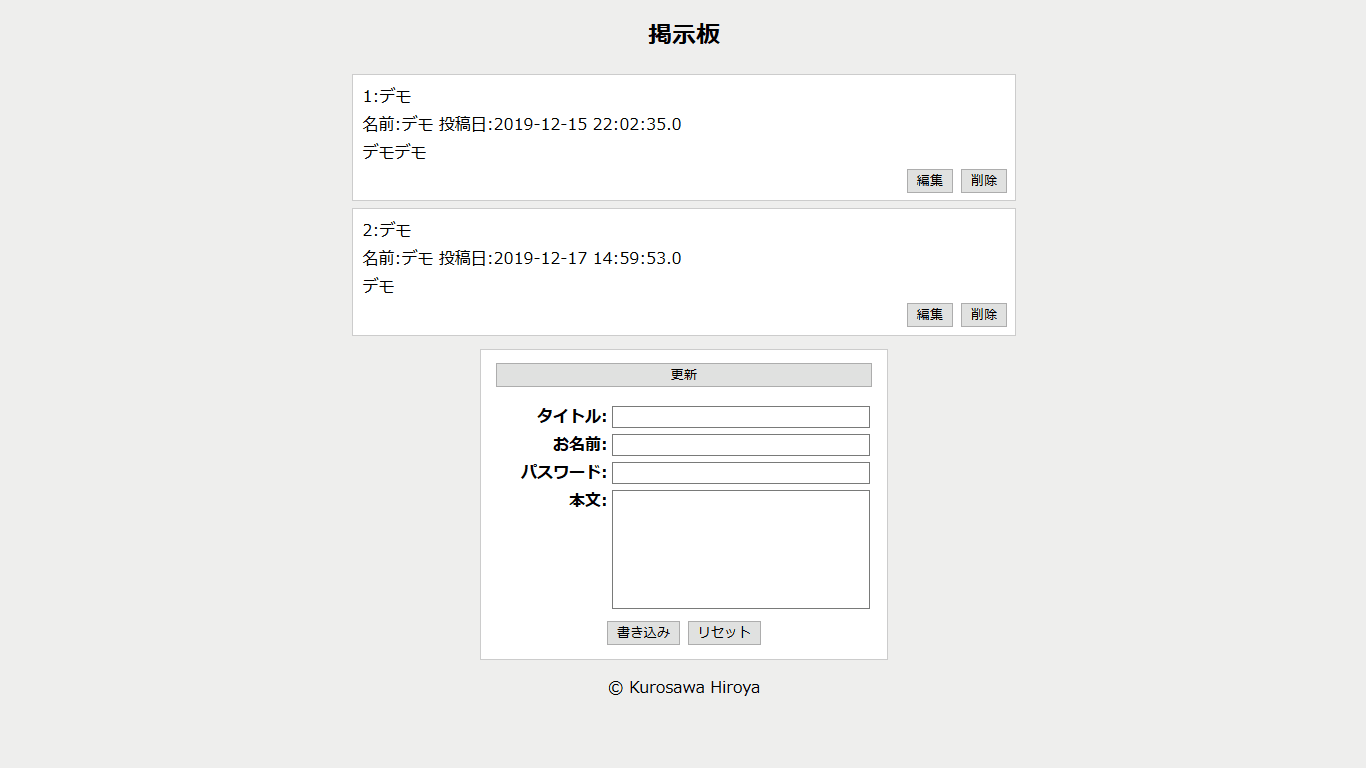 掲示板
1:デモ
名前:デモ 投稿日:2019-12-15 22:02:35.0
デモデモ
編集 削除
2:デモ
名前:デモ 投稿日:2019-12-17 14:59:53.0
デモ
編集 削除
更新
タイトル:
お名前:
パスワード:
本文:
書き込み リセット
© Kurosawa Hiroya